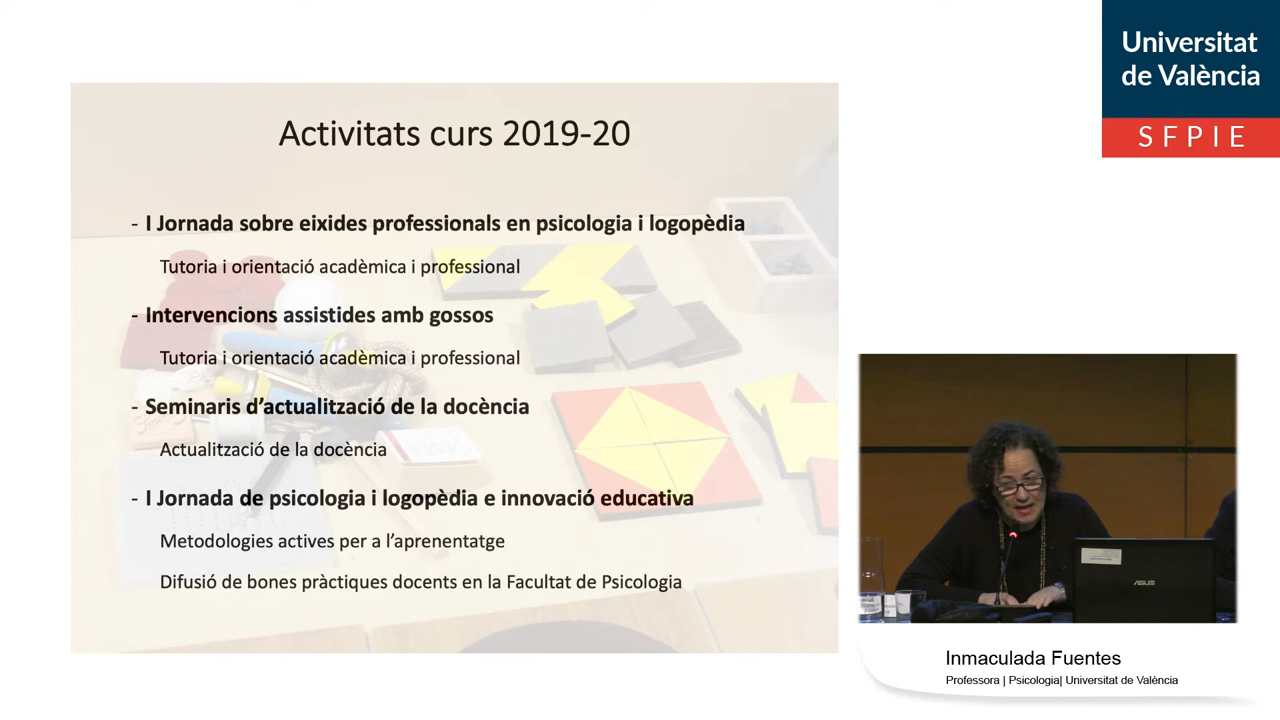 Activitats curs 2019-20
- I Jornada sobre eixides professionals en psicologia i logopèdia
Tutoria i orientació acadèmica i professional
- Intervencions assistides amb gossos
Tutoria i orientació acadèmica i professional
- Seminaris d'actualització de la docència
Actualització de la docència
- I Jornada de psicologia i logopèdia e innovació educativa
Metodologies actives per a l'aprenentatge
Difusió de bones pràctiques docents en la Facultat de Psicologia
Universitat
de València
SFPIE
ASUS
Inmaculada Fuentes
Professora | Psicologia| Universitat de València